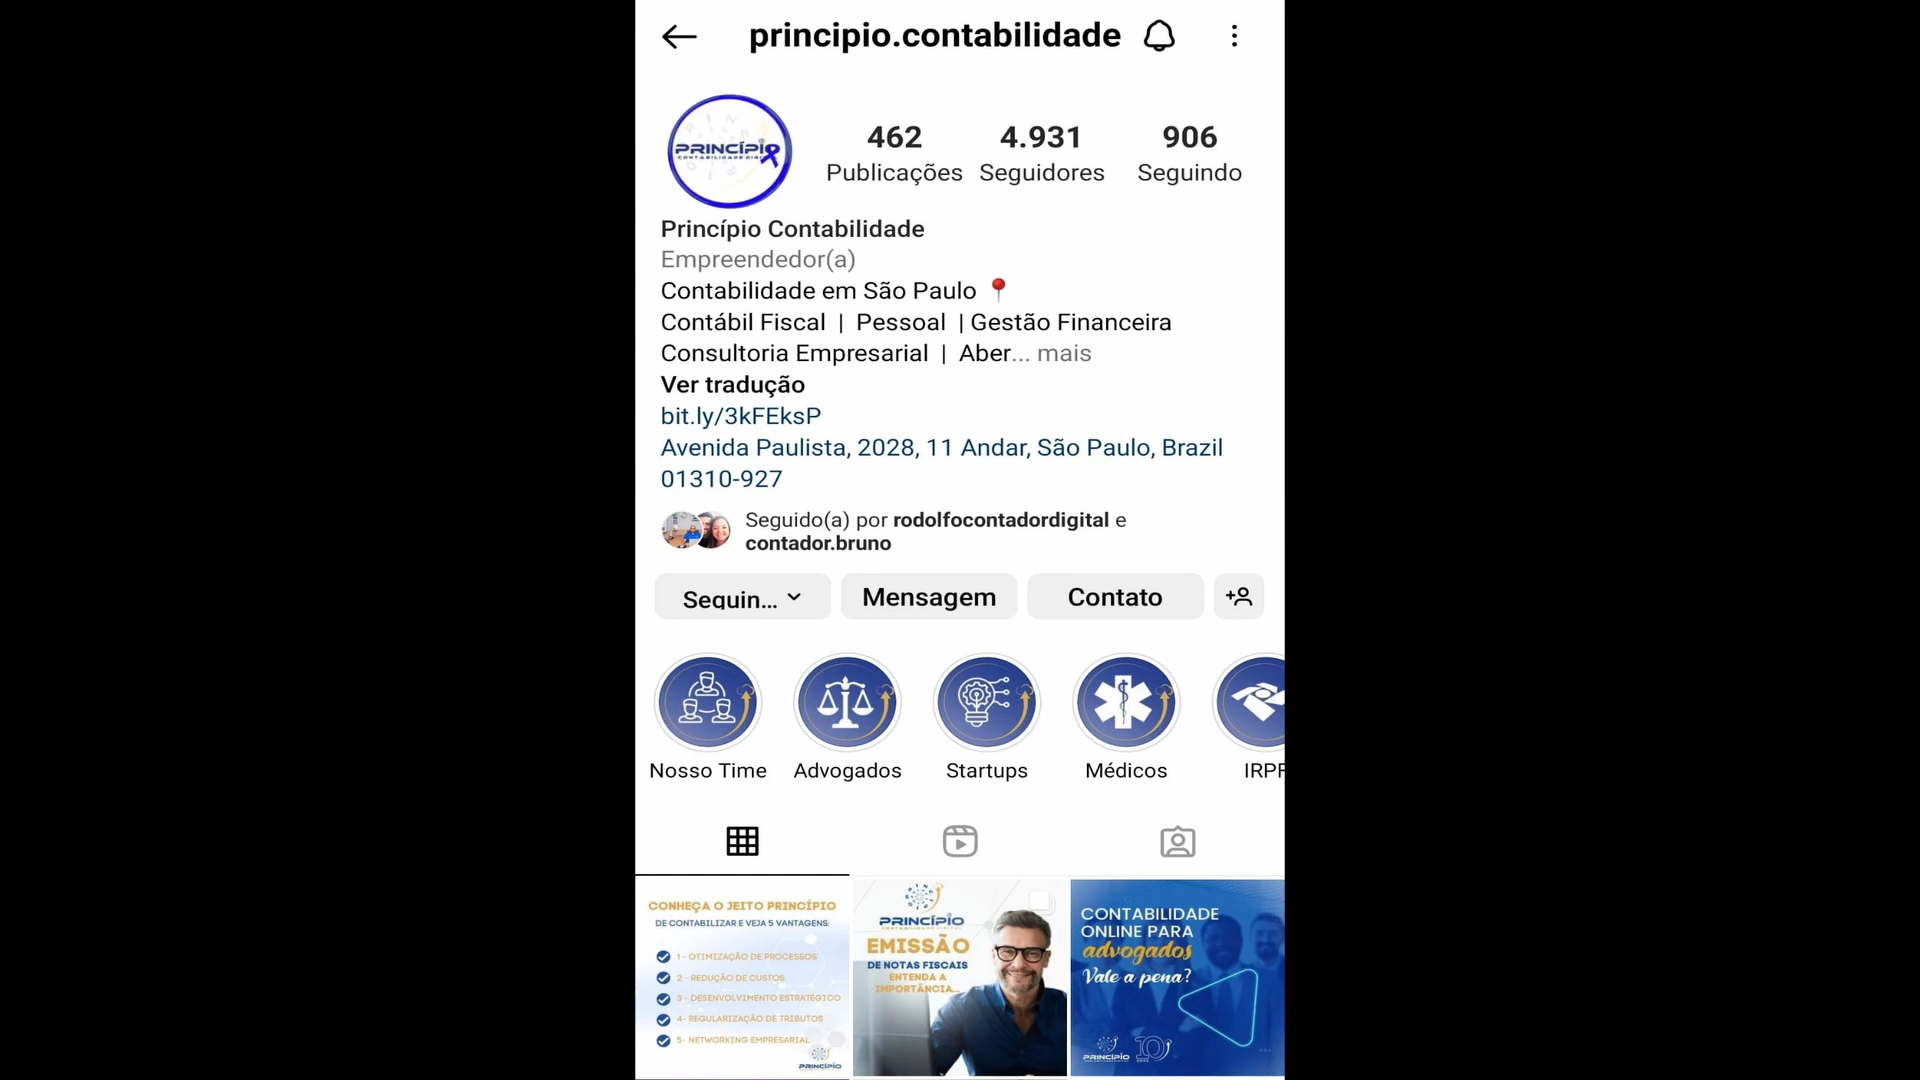 principio.contabilidade
PRINCÍPIO
CONTABILIDADE DIGI
462
4.931
906
Publicações
Seguidores
Seguindo
Princípio Contabilidade
Empreendedor(a)
Contabilidade em São Paulo 📍
Contábil Fiscal | Pessoal | Gestão Financeira
Consultoria Empresarial | Aber... mais
Ver tradução
bit.ly/3kFEksP
Avenida Paulista, 2028, 11 Andar, São Paulo, Brazil
01310-927
Seguido(a) por rodolfocontadordigital e
contador.bruno
Seguin...
Mensagem
Contato
Nosso Time
Advogados
Startups
Médicos
IRPF
CONHEÇA O JEITO PRINCÍPIO
DE CONTABILIZAR E VEJA 5 VANTAGENS:
1 - OTIMIZAÇÃO DE PROCESSOS
2 - REDUÇÃO DE CUSTOS
3 - DESENVOLVIMENTO ESTRATÉGICO
4- REGULARIZAÇÃO DE TRIBUTOS
5- NETWORKING EMPRESARIAL
PRINCÍPIO
PRINCÍPIO
CONTABILIDADE DIGITAL
EMISSÃO
DE NOTAS FISCAIS
ENTENDA A
IMPORTÂNCIA...
CONTABILIDADE
ONLINE PARA
advogados
Vale a pena?
PRINCÍPIO
10